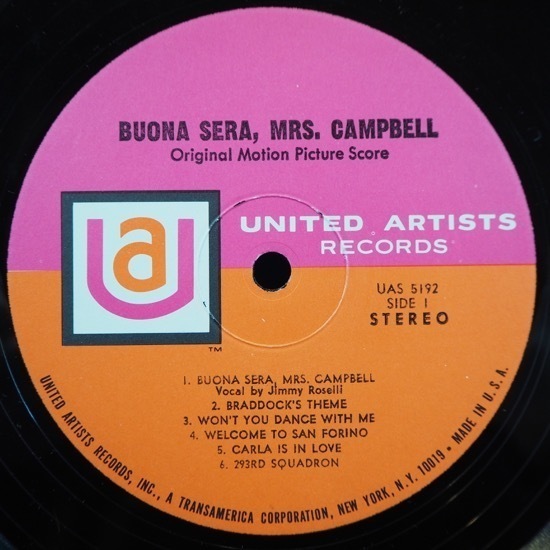 BUONA SERA, MRS. CAMPBELL
Original Motion Picture Score
ua
UNITED ARTISTS
RECORDS
TM
UAS 5192
SIDE 1
STEREO
1. BUONA SERA, MRS. CAMPBELL
Vocal by Jimmy Roselli
2. BRADDOCK'S THEME
3. WON'T YOU DANCE WITH ME
4. WELCOME TO SAN FORINO
5. CARLA IS IN LOVE
6. 293RD SQUADRON
UNITED ARTISTS RECORDS, INC., A TRANSAMERICA CORPORATION, NEW YORK, N.Y. 10019 • MADE IN U.S.A.